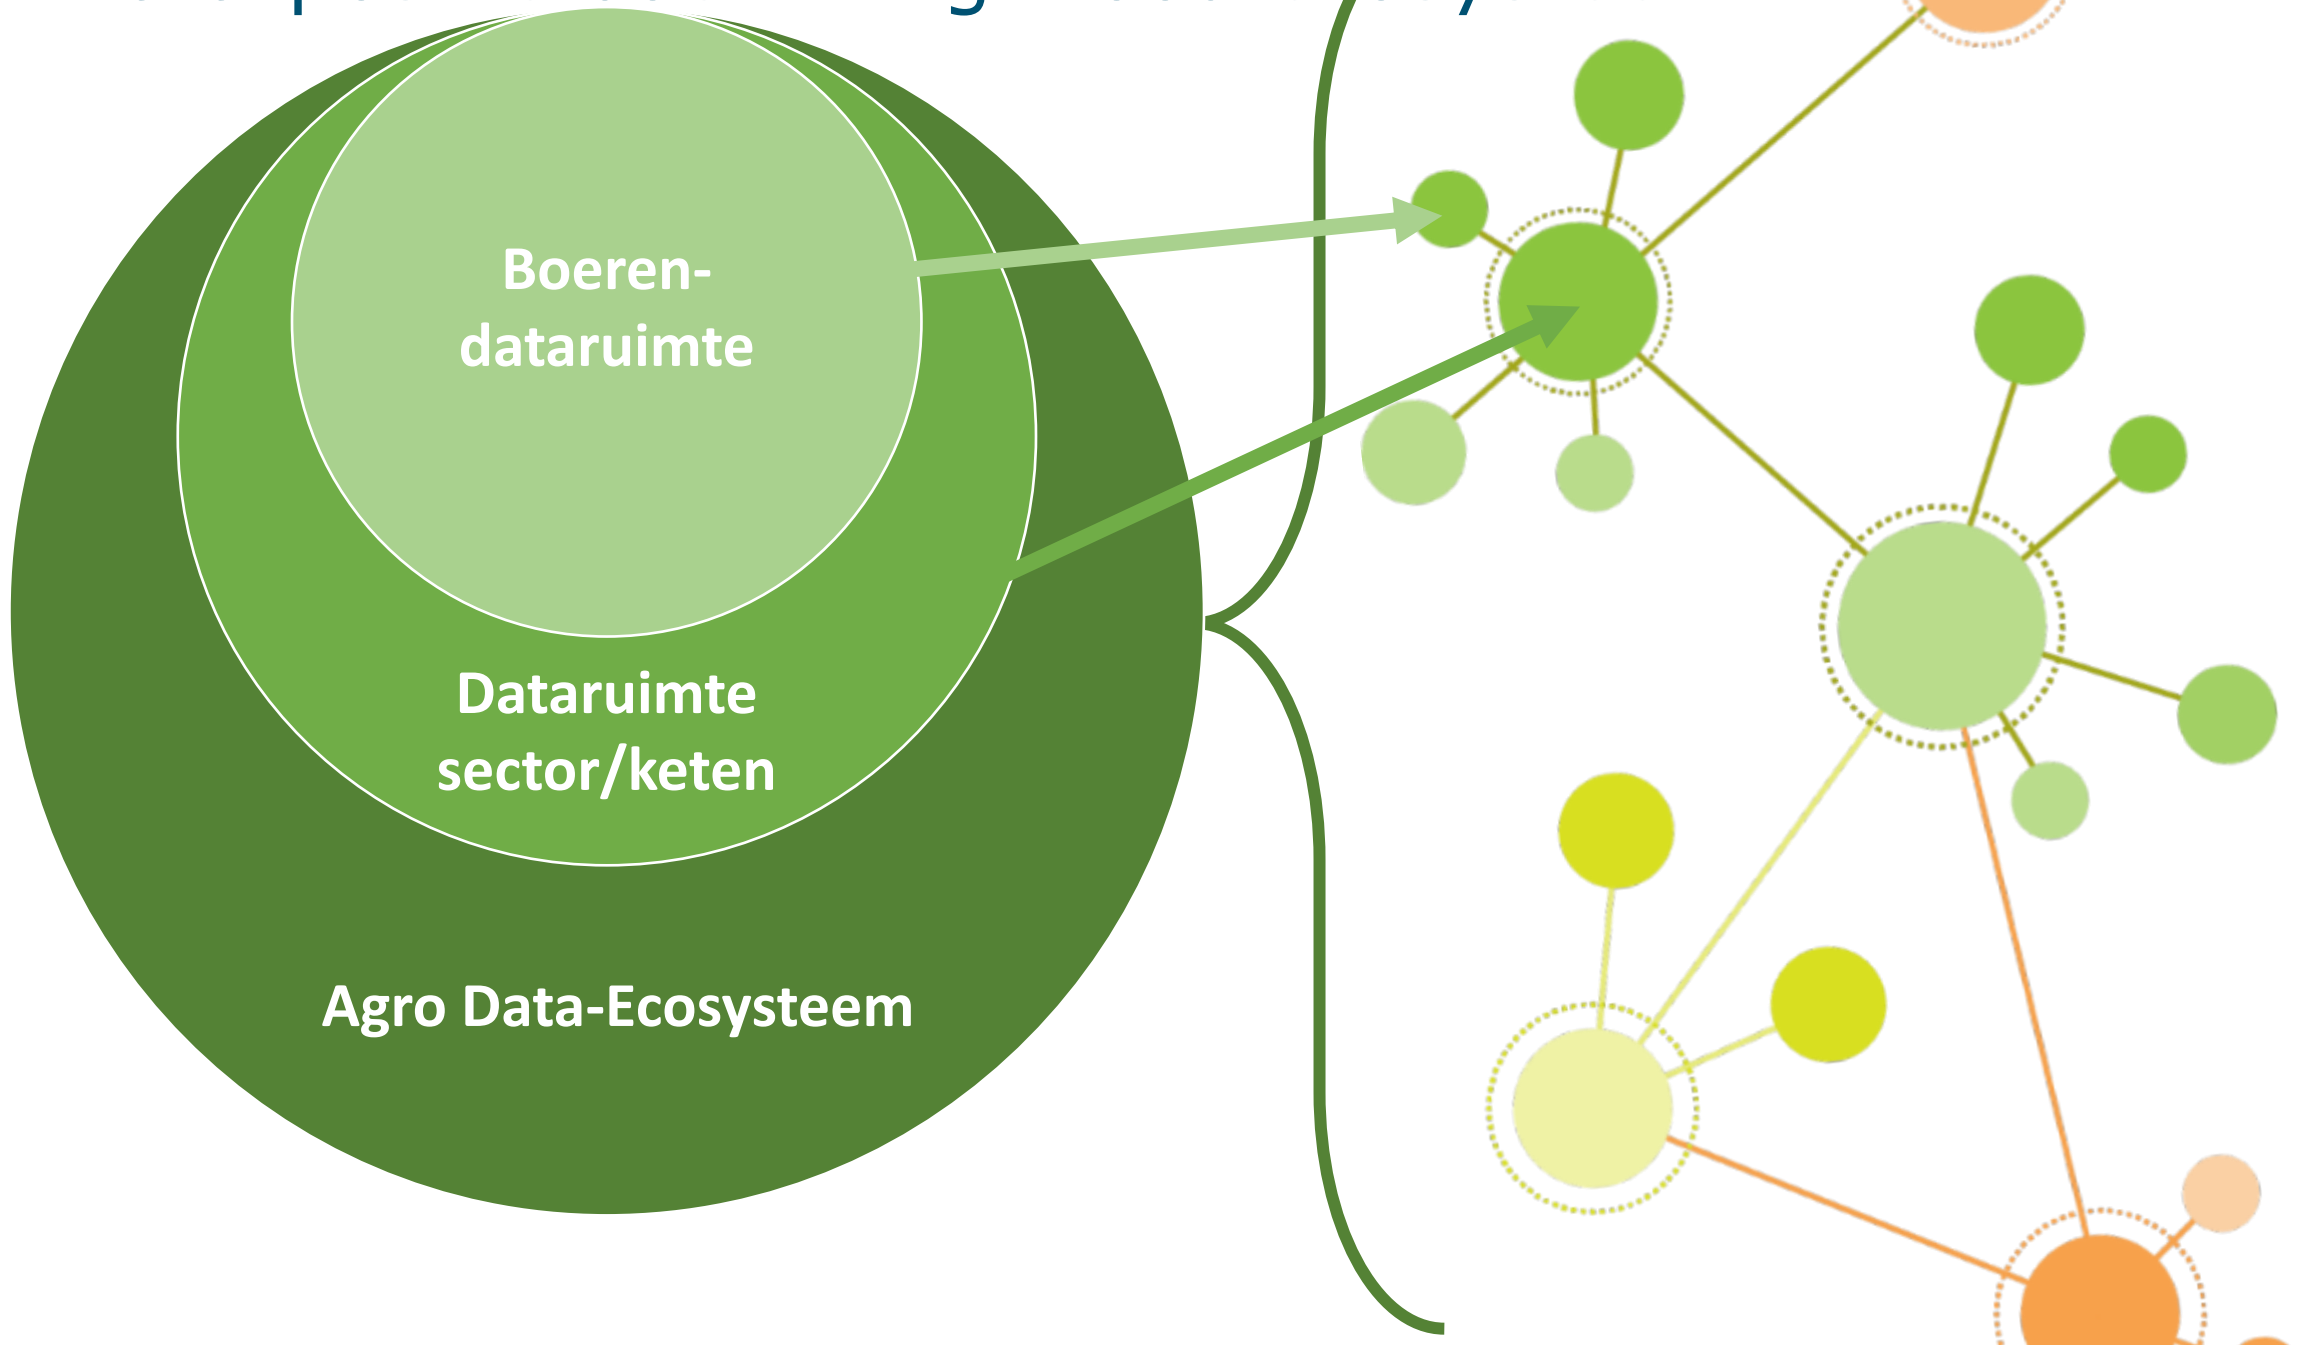 Boeren-
dataruimte
Dataruimte
sector/keten
Agro Data-Ecosysteem